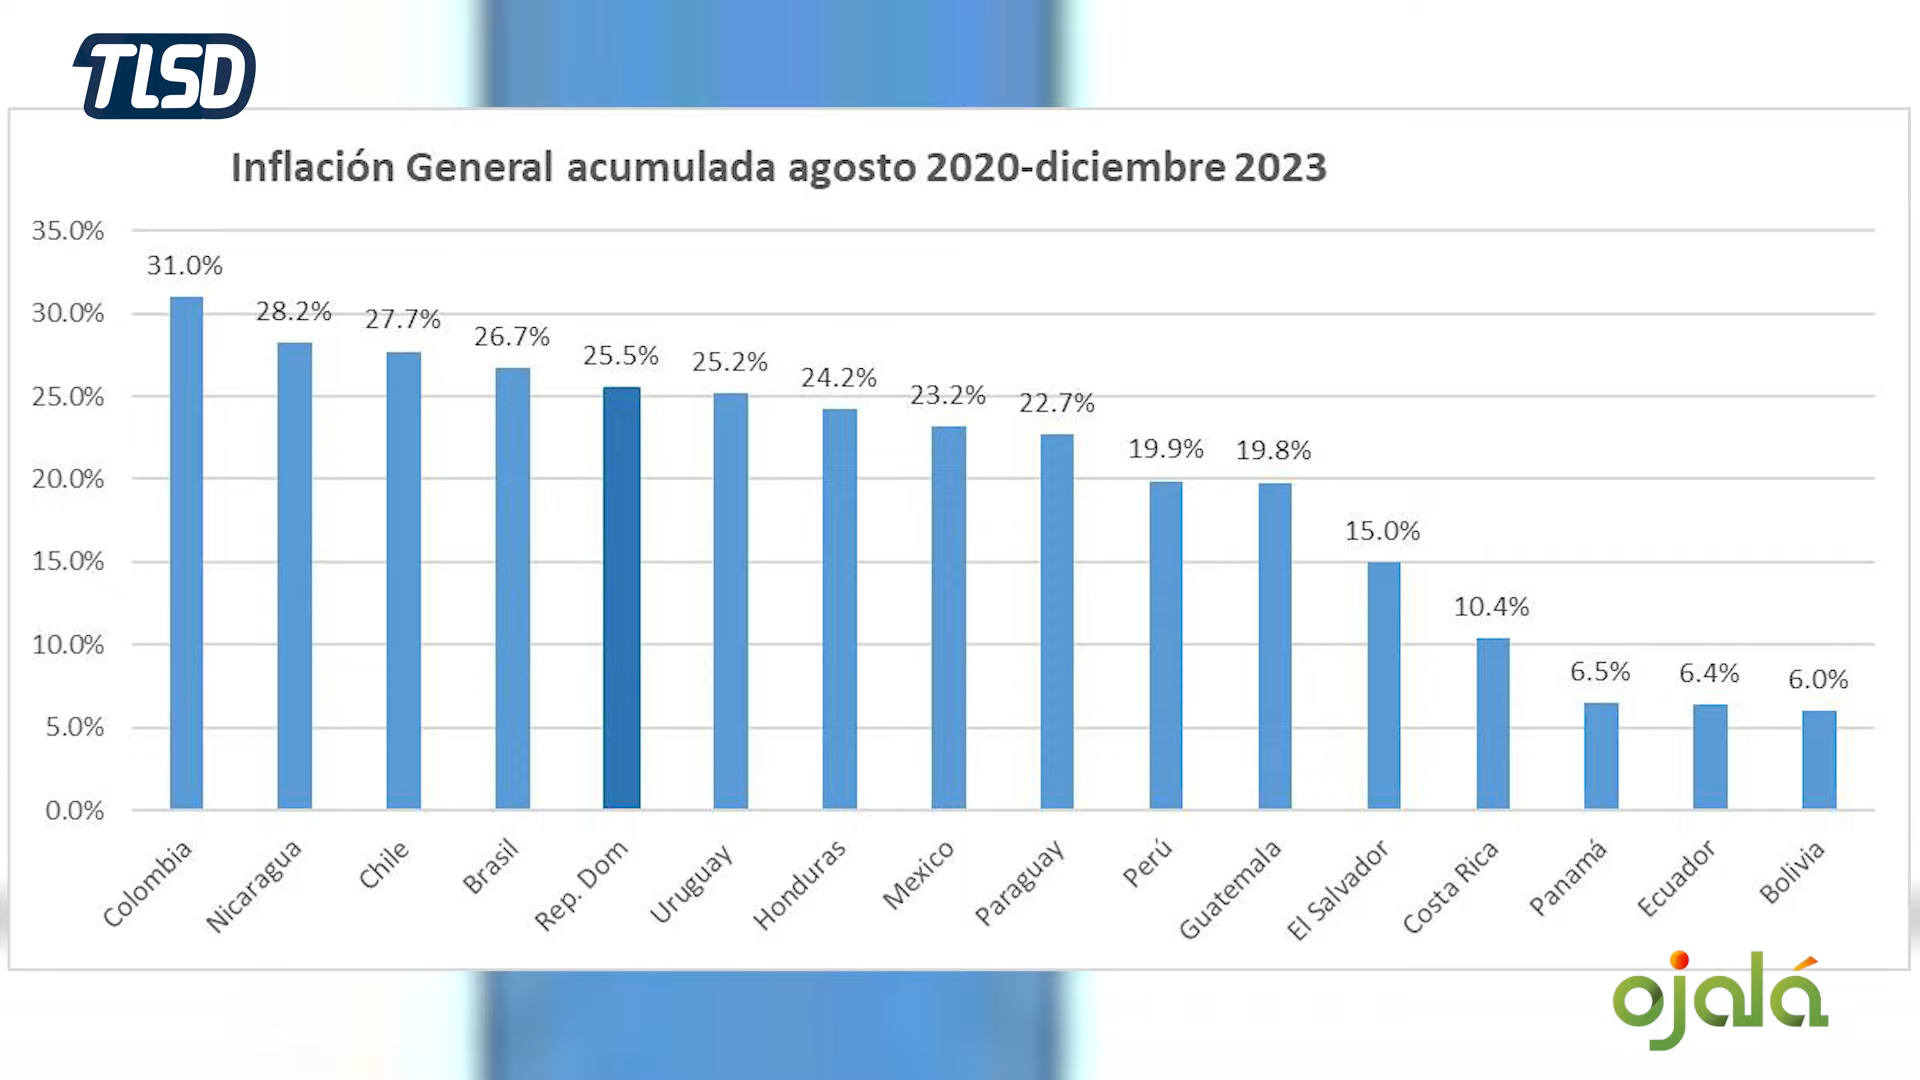 TLSD
Inflación General acumulada agosto 2020-diciembre 2023
35.0%
30.0%
25.0%
20.0%
15.0%
10.0%
5.0%
0.0%
31.0%
28.2%
27.7%
26.7%
25.5%
25.2%
24.2%
23.2%
22.7%
19.9%
19.8%
15.0%
10.4%
6.5%
6.4%
6.0%
Colombia
Nicaragua
Chile
Brasil
Rep. Dom
Uruguay
Honduras
Mexico
Paraguay
Perú
Guatemala
El Salvador
Costa Rica
Panamá
Ecuador
Bolivia
ojalá